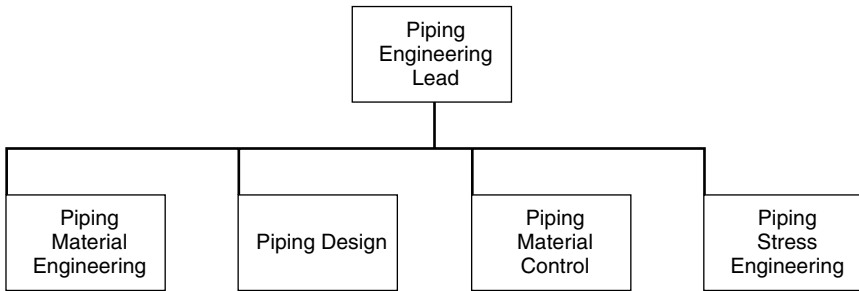 Piping
Engineering
Lead
Piping
Material
Engineering
Piping Design
Piping
Material
Control
Piping
Stress
Engineering